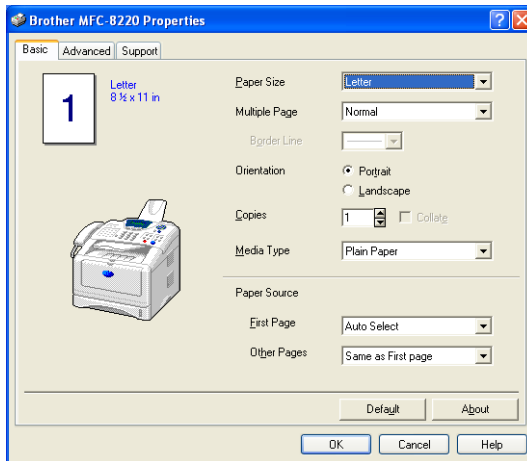 Brother MFC-8220 Properties
Basic Advanced Support
1
Letter
8 ½ x 11 in
Paper Size Letter
Multiple Page Normal
Border Line
Orientation Portrait
Landscape
Copies 1 Collate
Media Type Plain Paper
Paper Source
First Page Auto Select
Other Pages Same as First page
Default About
OK Cancel Help